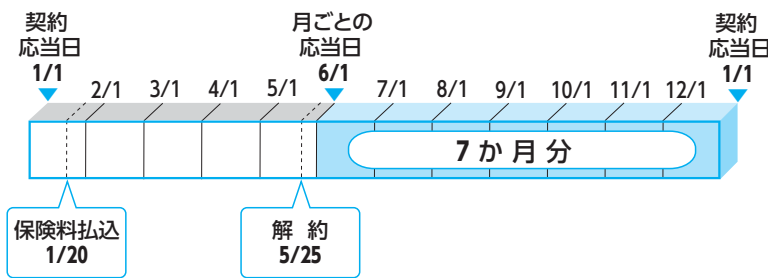 契約
応当日
1/1
2/1
3/1
4/1
5/1
月ごとの
応当日
6/1
7/1
8/1
9/1
10/1
11/1
12/1
契約
応当日
1/1
7か月分
保険料払込
1/20
解約
5/25